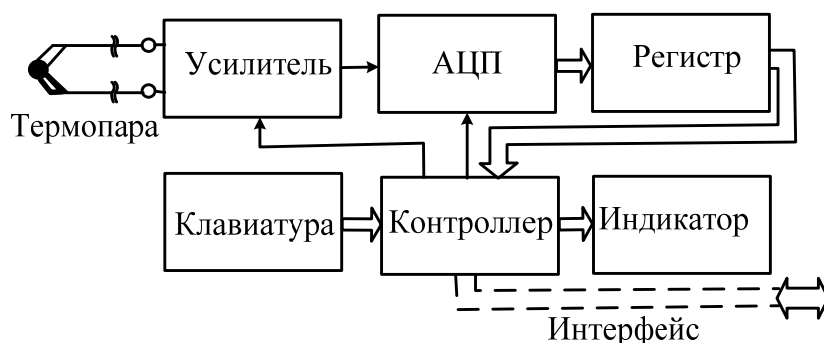 Усилитель
АЦП
Регистр
Термопара
Клавиатура
Контроллер
Индикатор
Интерфейс